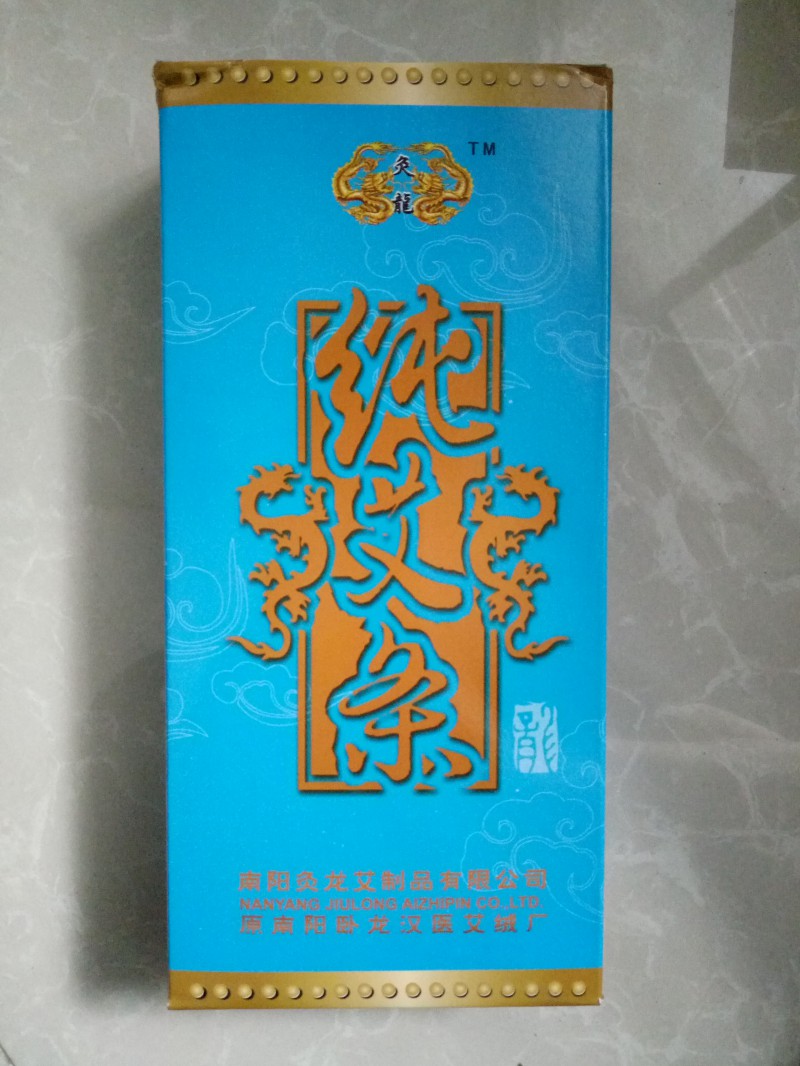 灸龍
TM
纯艾条
南阳灸龙艾制品有限公司
NANYANG JIULONG AIZHIPIN CO.,LTD.
原南阳卧龙汉医艾绒厂